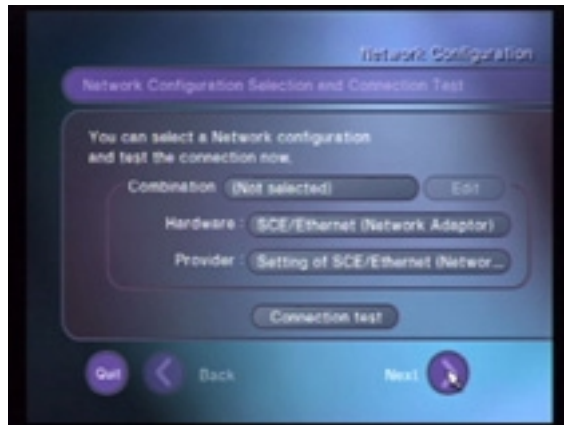 Network Configuration
Network Configuration Selection and Connection Test
You can select a Network configuration
and test the connection now.
Combination (Not selected) Edit
Hardware : SCE/Ethernet (Network Adaptor)
Provider : Setting of SCE/Ethernet (Networ...
Connection test
Quit Back Next